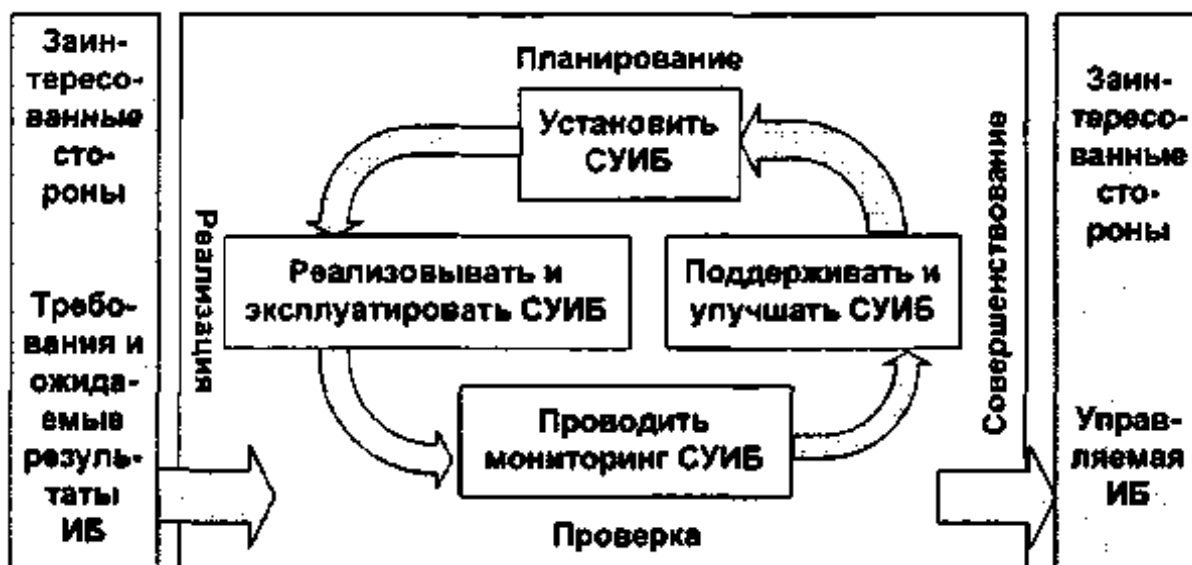 Заин-
тересо-
ванные
сто-
роны
Требо-
вания и
ожида-
емые
резуль-
таты
ИБ
Планирование
Установить
СУИБ
Реализация
Реализовывать и
эксплуатировать СУИБ
Поддерживать и
улучшать СУИБ
Совершенствование
Проводить
мониторинг СУИБ
Проверка
Заин-
тересо-
ванные
сто-
роны
Управ-
ляемая
ИБ